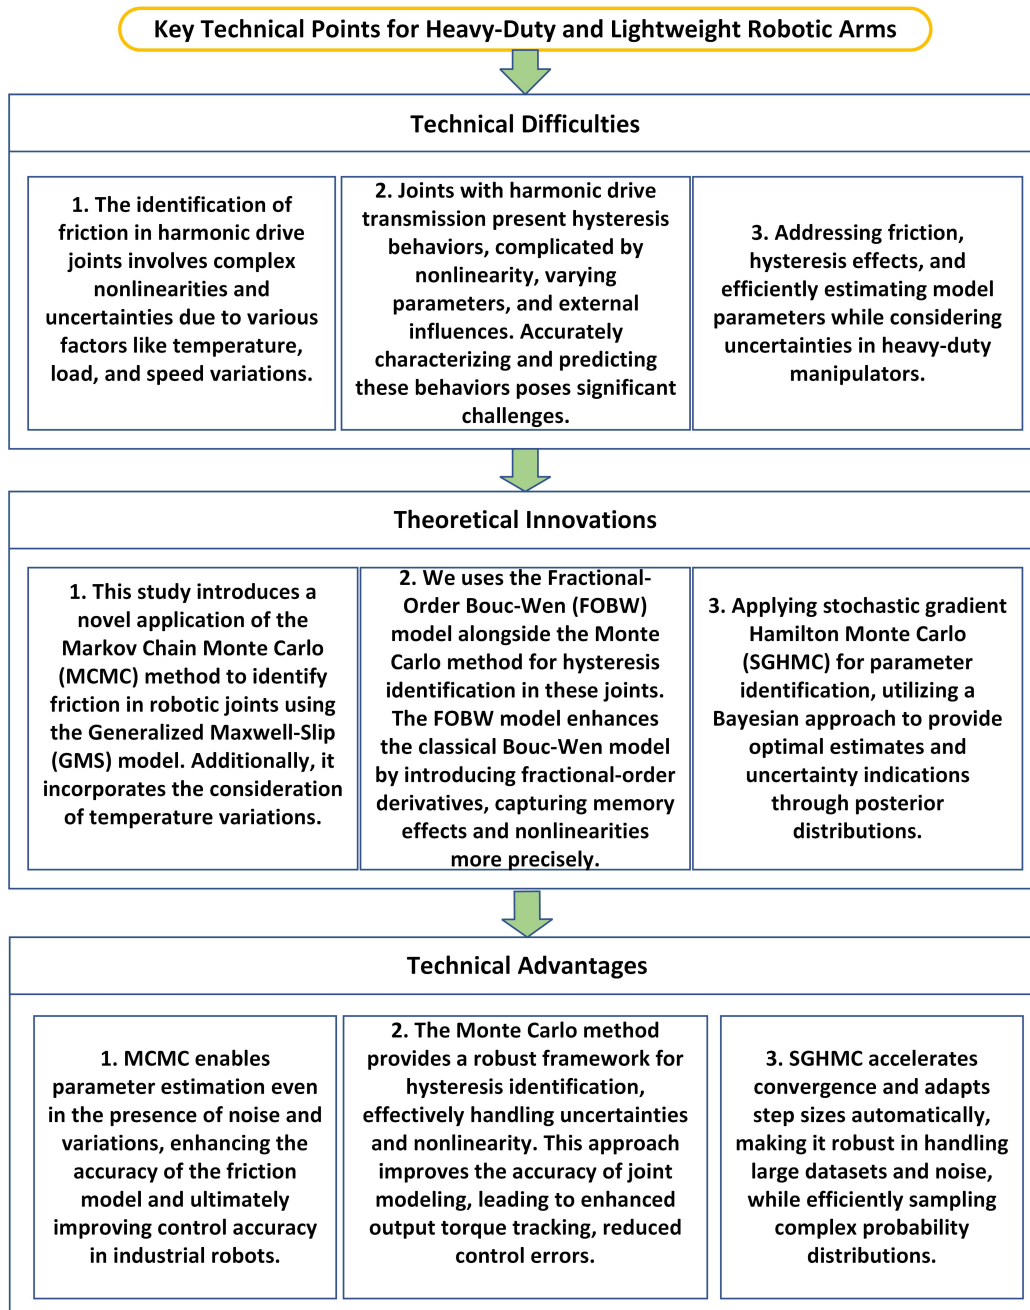 Key Technical Points for Heavy-Duty and Lightweight Robotic Arms
Technical Difficulties
1. The identification of
friction in harmonic drive
joints involves complex
nonlinearities and
uncertainties due to various
factors like temperature,
load, and speed variations.
2. Joints with harmonic drive
transmission present hysteresis
behaviors, complicated by
nonlinearity, varying
parameters, and external
influences. Accurately
characterizing and predicting
these behaviors poses significant
challenges.
3. Addressing friction,
hysteresis effects, and
efficiently estimating model
parameters while considering
uncertainties in heavy-duty
manipulators.
Theoretical Innovations
1. This study introduces a
novel application of the
Markov Chain Monte Carlo
(MCMC) method to identify
friction in robotic joints using
the Generalized Maxwell-Slip
(GMS) model. Additionally, it
incorporates the consideration
of temperature variations.
2. We uses the Fractional-
Order Bouc-Wen (FOBW)
model alongside the Monte
Carlo method for hysteresis
identification in these joints.
The FOBW model enhances
the classical Bouc-Wen model
by introducing fractional-order
derivatives, capturing memory
effects and nonlinearities
more precisely.
3. Applying stochastic gradient
Hamilton Monte Carlo
(SGHMC) for parameter
identification, utilizing a
Bayesian approach to provide
optimal estimates and
uncertainty indications
through posterior
distributions.
Technical Advantages
1. MCMC enables
parameter estimation even
in the presence of noise and
variations, enhancing the
accuracy of the friction
model and ultimately
improving control accuracy
in industrial robots.
2. The Monte Carlo method
provides a robust framework for
hysteresis identification,
effectively handling uncertainties
and nonlinearity. This approach
improves the accuracy of joint
modeling, leading to enhanced
output torque tracking, reduced
control errors.
3. SGHMC accelerates
convergence and adapts
step sizes automatically,
making it robust in handling
large datasets and noise,
while efficiently sampling
complex probability
distributions.